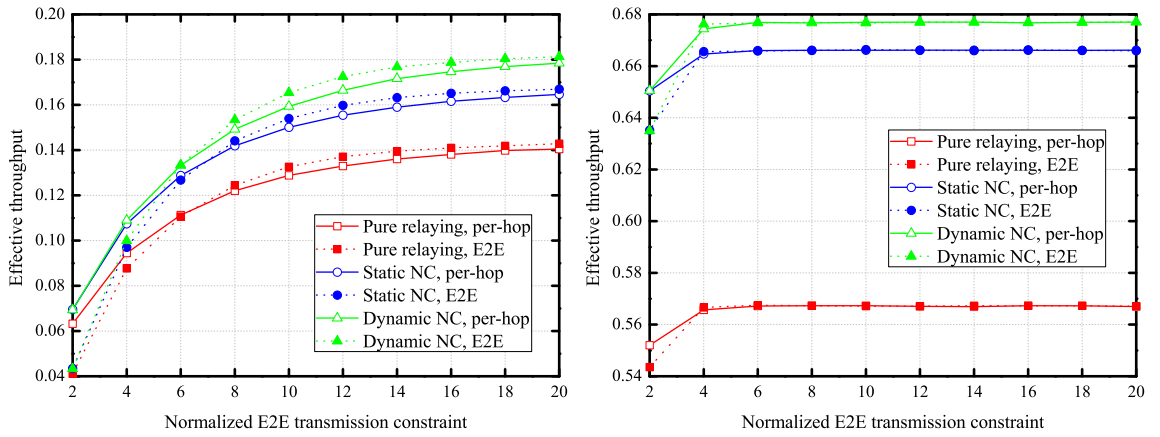 0.20
0.18
0.16
0.14
0.12
0.10
0.08
0.06
0.04
Effective throughput
Pure relaying, per-hop
Pure relaying, E2E
Static NC, per-hop
Static NC, E2E
Dynamic NC, per-hop
Dynamic NC, E2E
2 4 6 8 10 12 14 16 18 20
Normalized E2E transmission constraint
0.68
0.66
0.64
0.62
0.60
0.58
0.56
0.54
Effective throughput
Pure relaying, per-hop
Pure relaying, E2E
Static NC, per-hop
Static NC, E2E
Dynamic NC, per-hop
Dynamic NC, E2E
2 4 6 8 10 12 14 16 18 20
Normalized E2E transmission constraint